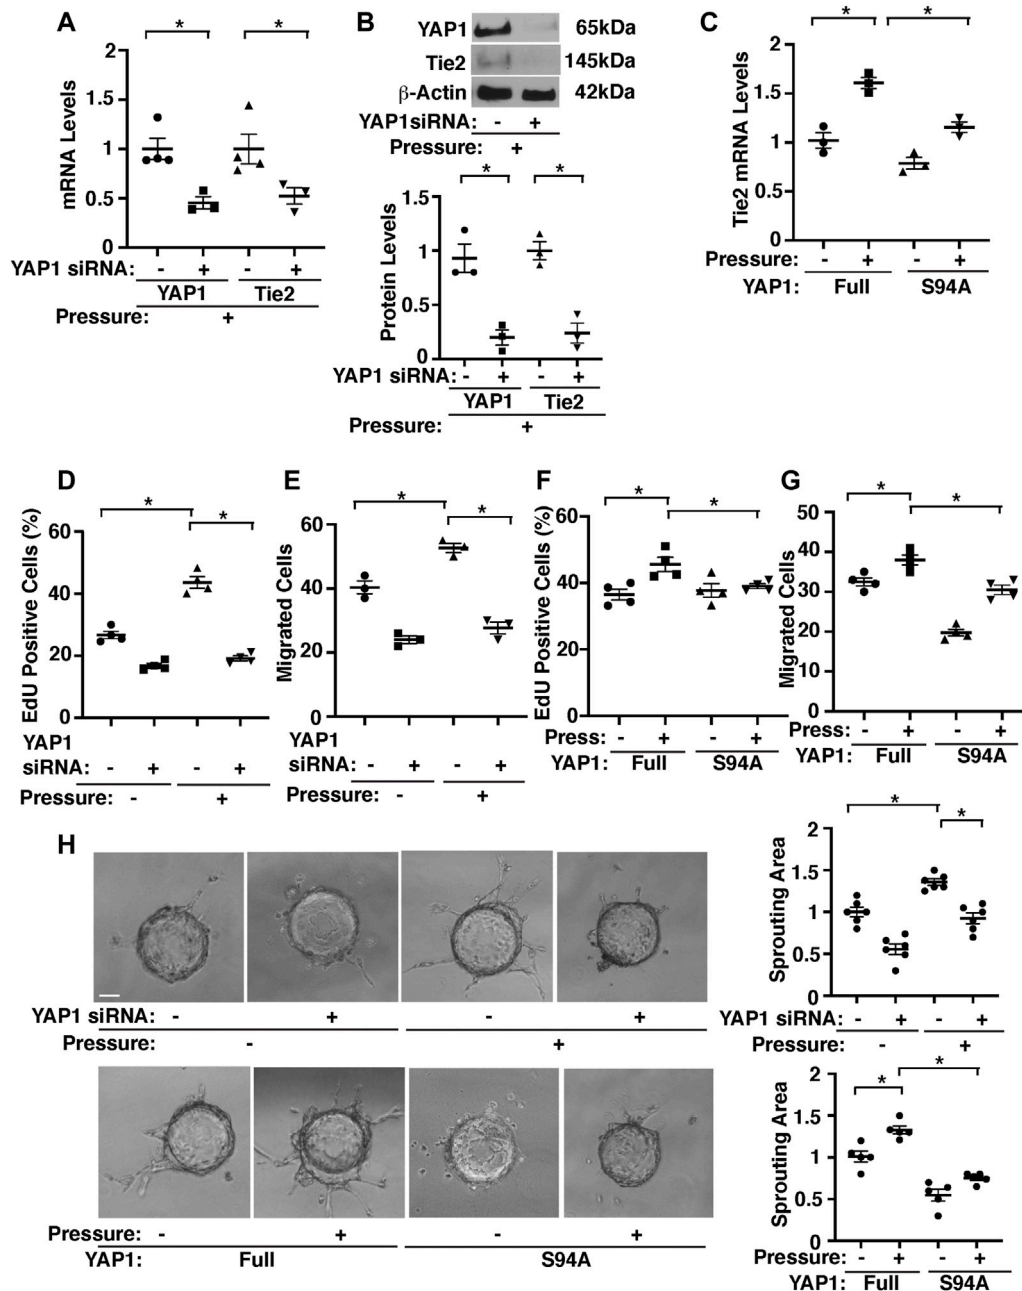 A
mRNA Levels
2
1.5
1
0.5
0
*
*
YAP1 siRNA: - + - +
YAP1 Tie2
Pressure: +
B
YAP1 65kDa
Tie2 145kDa
β-Actin 42kDa
YAP1siRNA: - +
Pressure: +
Protein Levels
1.5
1
0.5
0
*
*
YAP1 siRNA: - + - +
YAP1 Tie2
Pressure: +
C
Tie2 mRNA Levels
2
1.5
1
0.5
0
*
*
Pressure: - + - +
YAP1: Full S94A
D
EdU Positive Cells (%)
60
40
20
0
*
*
YAP1
siRNA: - + - +
Pressure: - +
E
Migrated Cells
60
40
20
0
*
*
YAP1
siRNA: - + - +
Pressure: - +
F
EdU Positive Cells (%)
60
40
20
0
*
*
Press: - + - +
YAP1: Full S94A
G
Migrated Cells
50
40
30
20
10
0
*
*
Press: - + - +
YAP1: Full S94A
H
YAP1 siRNA: - + - +
Pressure: - +
Sprouting Area
2
1.5
1
0.5
0
*
*
YAP1 siRNA: - + - +
Pressure: - +
Pressure: - + - +
YAP1: Full S94A
Sprouting Area
2
1.5
1
0.5
0
*
*
Pressure: - + - +
YAP1: Full S94A